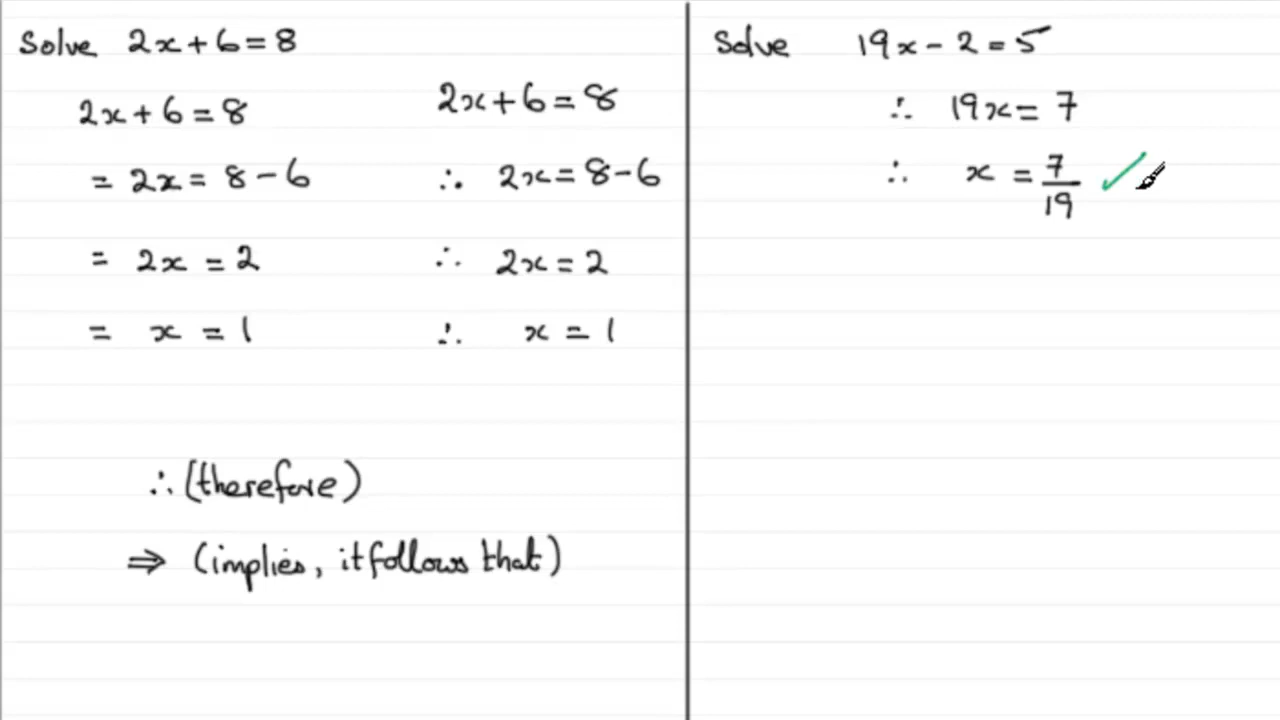 Solve 2x + 6 = 8
2x + 6 = 8
= 2x = 8 - 6
= 2x = 2
= x = 1
2x + 6 = 8
∴ 2x = 8 - 6
∴ 2x = 2
∴ x = 1
∴ (therefore)
⇒ (implies, it follows that)
Solve 19x - 2 = 5
∴ 19x = 7
∴ x = 7/19 ✓